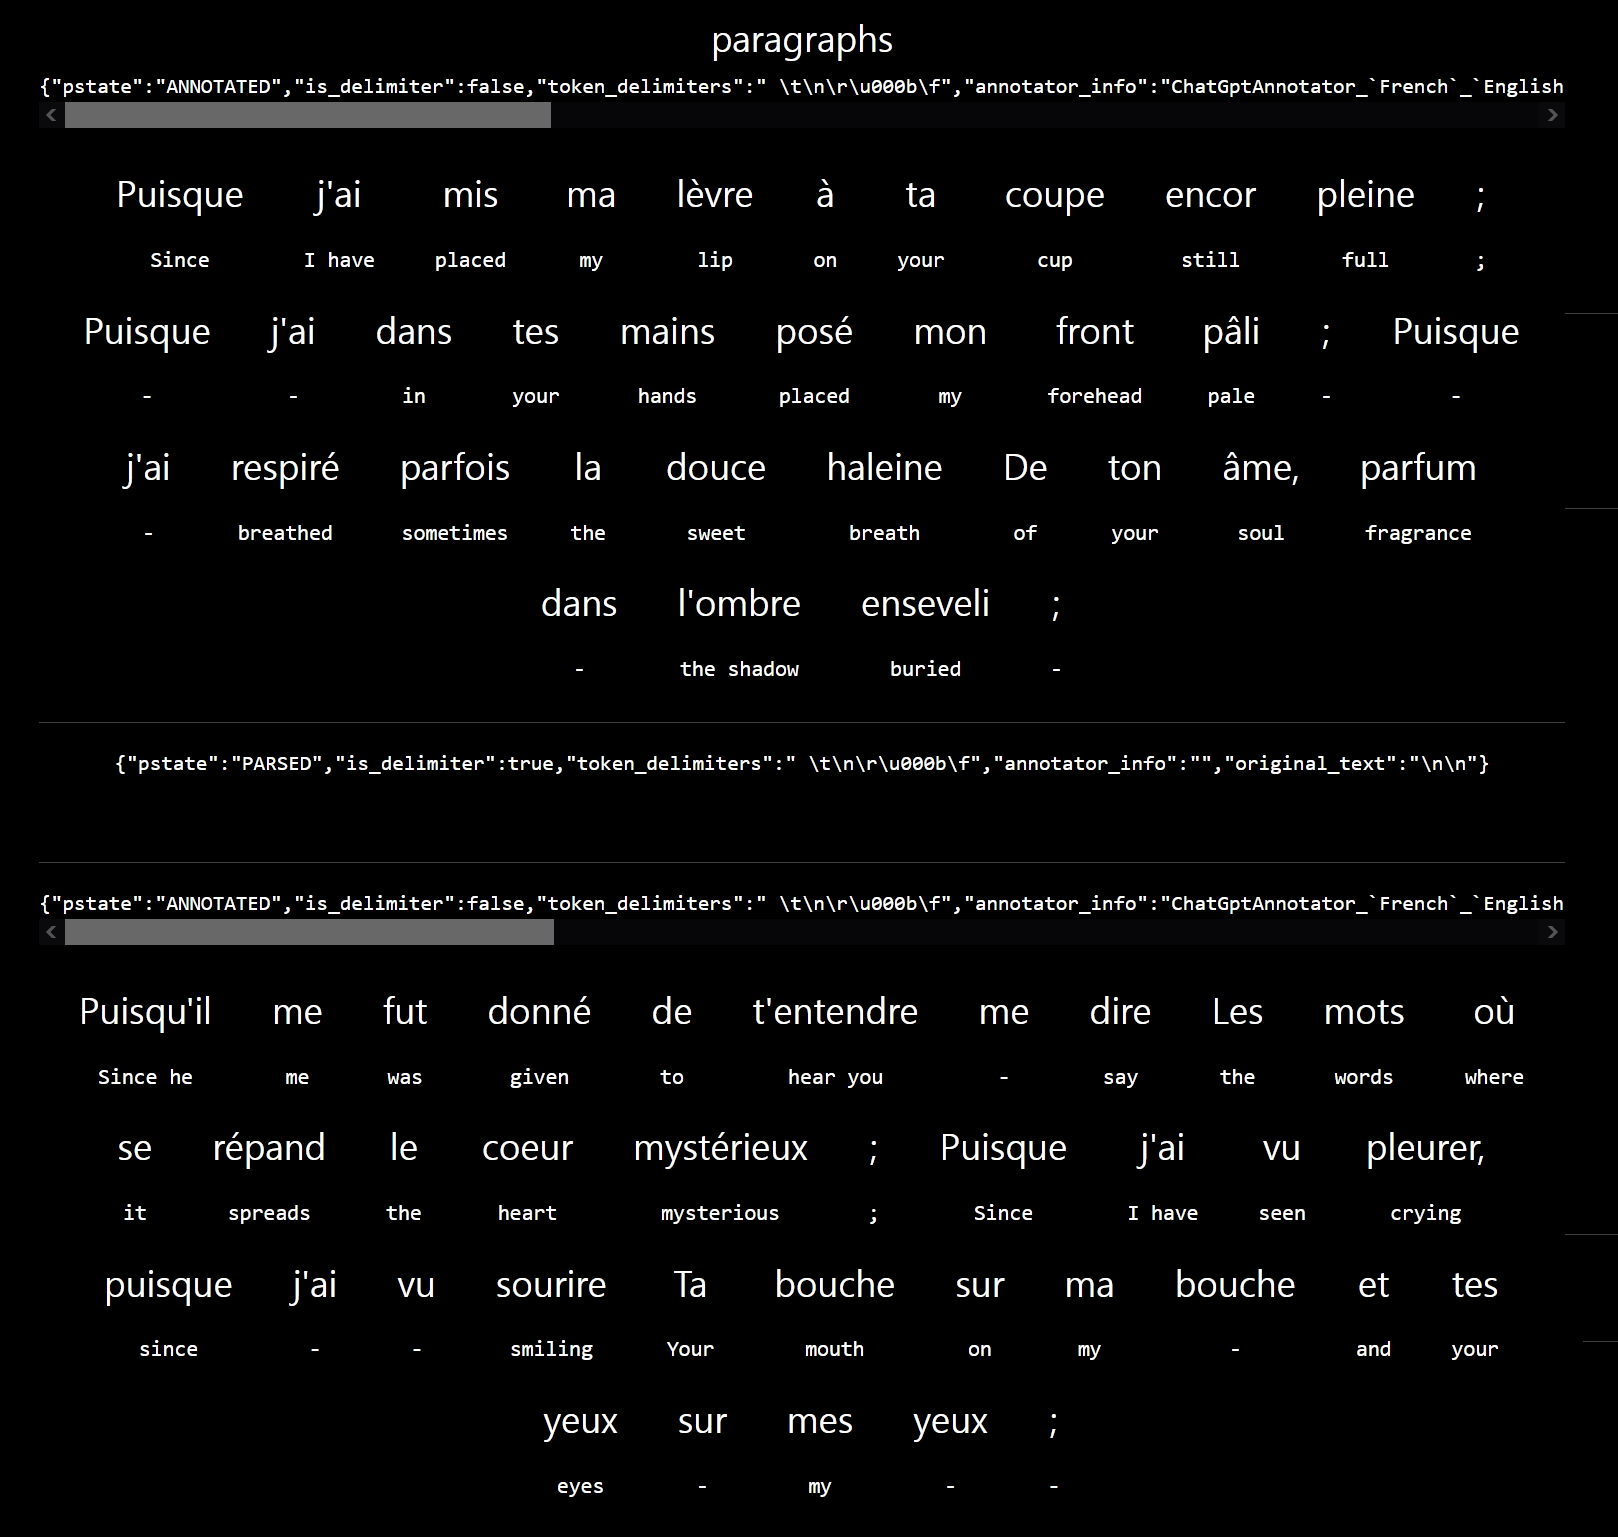 paragraphs
{"pstate":"ANNOTATED","is_delimiter":false,"token_delimiters":" \t\n\r\u000b\f","annotator_info":"ChatGptAnnotator_`French`_`English
Puisque j'ai mis ma lèvre à ta coupe encor pleine ;
Since I have placed my lip on your cup still full ;
Puisque j'ai dans tes mains posé mon front pâli ; Puisque
- - in your hands placed my forehead pale - -
j'ai respiré parfois la douce haleine De ton âme, parfum
- breathed sometimes the sweet breath of your soul fragrance
dans l'ombre enseveli ;
- the shadow buried -
{"pstate":"PARSED","is_delimiter":true,"token_delimiters":" \t\n\r\u000b\f","annotator_info":"","original_text":"\n\n"}
{"pstate":"ANNOTATED","is_delimiter":false,"token_delimiters":" \t\n\r\u000b\f","annotator_info":"ChatGptAnnotator_`French`_`English
Puisqu'il me fut donné de t'entendre me dire Les mots où
Since he me was given to hear you - say the words where
se répand le coeur mystérieux ; Puisque j'ai vu pleurer,
it spreads the heart mysterious ; Since I have seen crying
puisque j'ai vu sourire Ta bouche sur ma bouche et tes
since - - smiling Your mouth on my - and your
yeux sur mes yeux ;
eyes - my - -